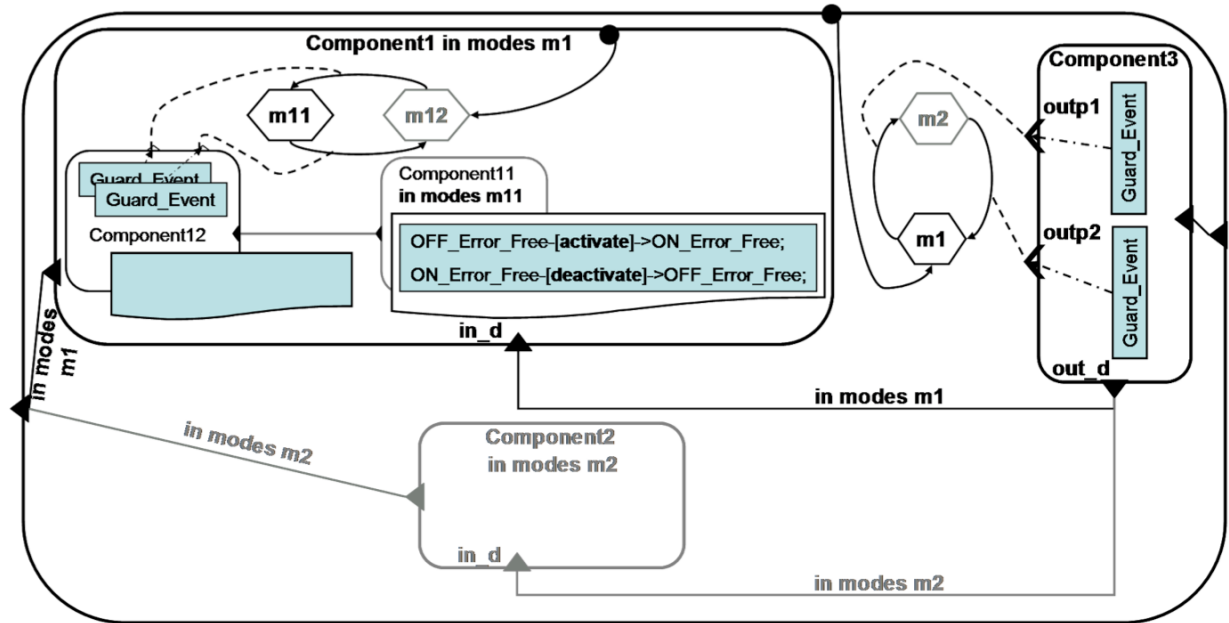 Component1 in modes m1
m11
m12
Guard_Event
Guard_Event
Component12
Component11
in modes m11
OFF_Error_Free-[activate]->ON_Error_Free;
ON_Error_Free-[deactivate]->OFF_Error_Free;
in_d
in modes
m1
m2
m1
Component3
outp1
Guard_Event
outp2
Guard_Event
out_d
in modes m1
in modes m2
Component2
in modes m2
in_d
in modes m2